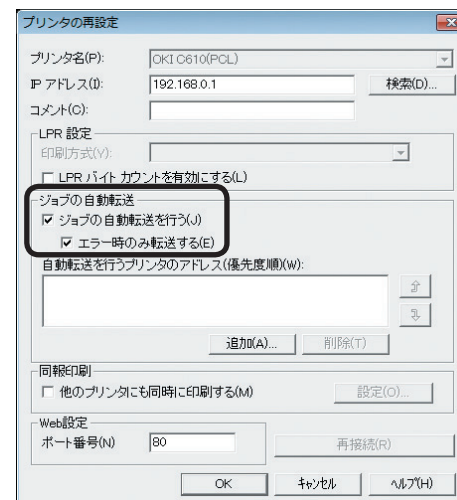 プリンタの再設定
プリンタ名(P): OKI C610(PCL)
IP アドレス(I): 192.168.0.1 検索(D)...
コメント(C):
LPR 設定
印刷方式(V):
LPR バイト カウントを有効にする(L)
ジョブの自動転送
ジョブの自動転送を行う(J)
エラー時のみ転送する(E)
自動転送を行うプリンタのアドレス(優先度順)(W):
追加(A)... 削除(T)
同報印刷
他のプリンタにも同時に印刷する(M) 設定(O)...
Web設定
ポート番号(N) 80 再接続(R)
OK キャンセル ヘルプ(H)